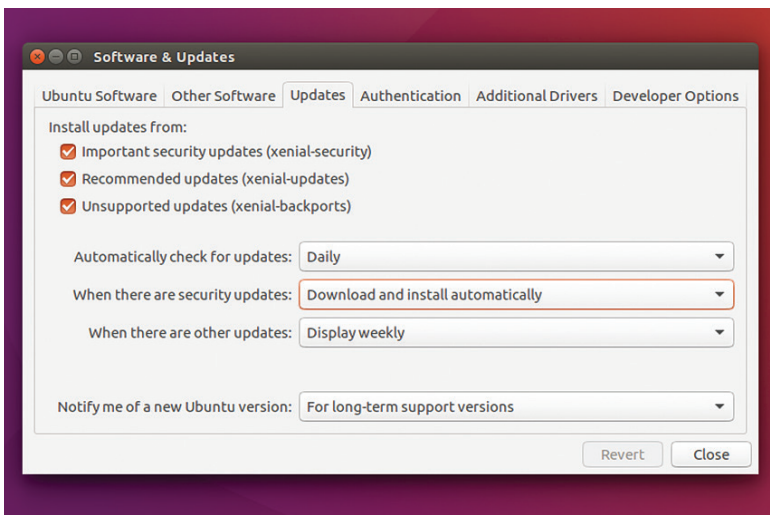 Software & Updates
Ubuntu Software Other Software Updates Authentication Additional Drivers Developer Options
Install updates from:
Important security updates (xenial-security)
Recommended updates (xenial-updates)
Unsupported updates (xenial-backports)
Automatically check for updates: Daily
When there are security updates: Download and install automatically
When there are other updates: Display weekly
Notify me of a new Ubuntu version: For long-term support versions
Revert Close